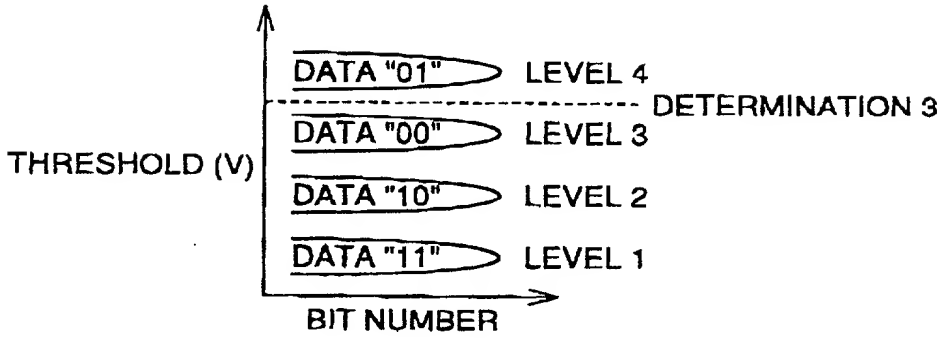 DATA "01" LEVEL 4
DETERMINATION 3
DATA "00" LEVEL 3
THRESHOLD (V)
DATA "10" LEVEL 2
DATA "11" LEVEL 1
BIT NUMBER